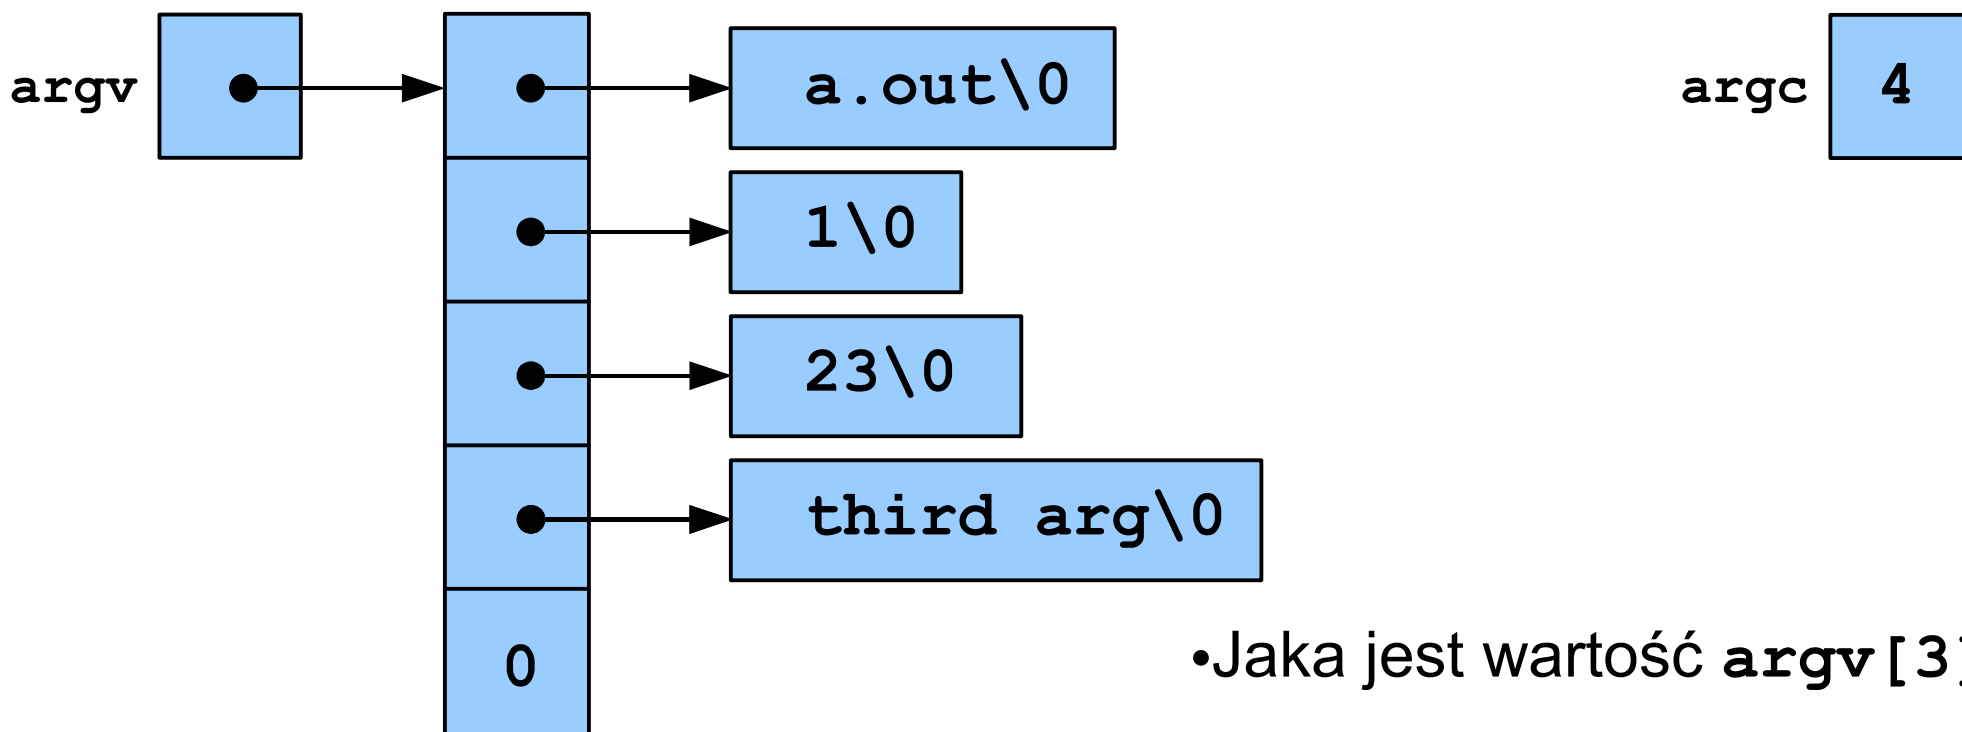 argv
a.out\0
argc 4
1\0
23\0
third arg\0
0
•Jaka jest wartość argv[3]